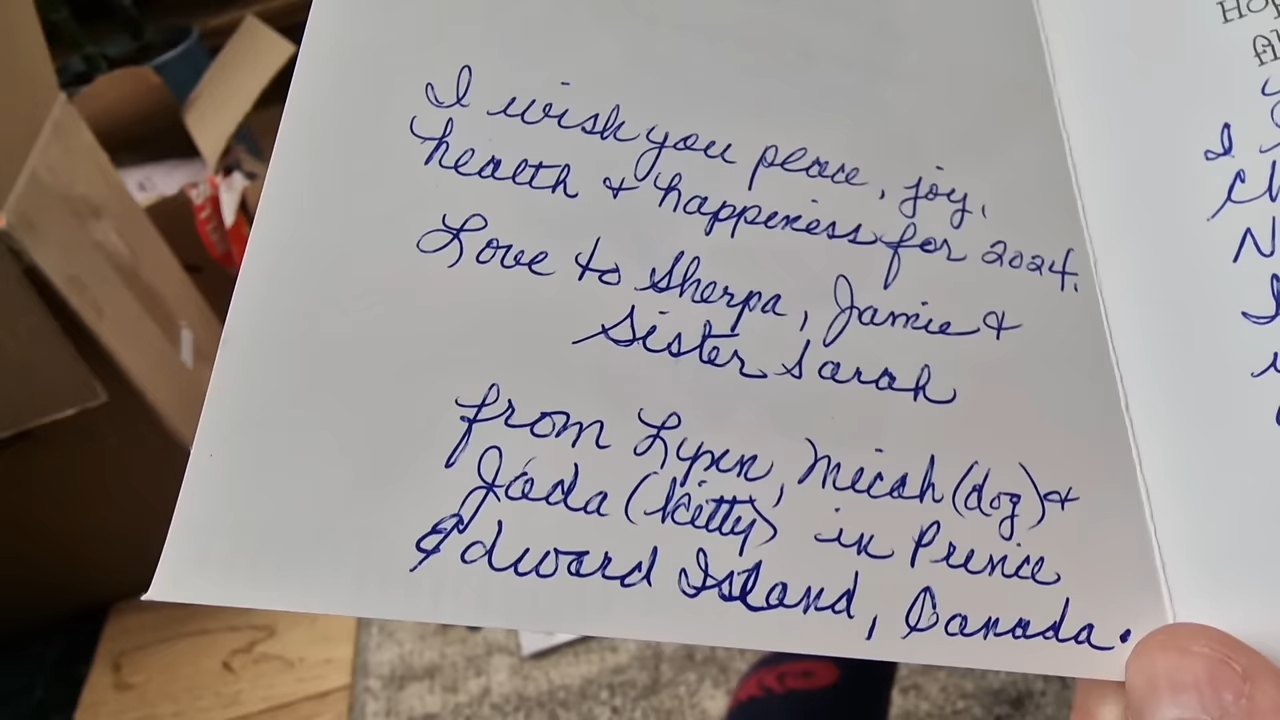 I wish you peace, joy,
health & happiness for 2024.
Love to Sherpa, Jamie &
Sister Sarah
from Lynn, Micah (dog) &
Jada (kitty) in Prince
Edward Island, Canada.
I